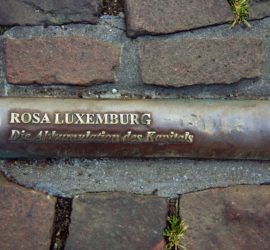 ROSA LUXEMBURG
Die Akkumulation des Kapitals